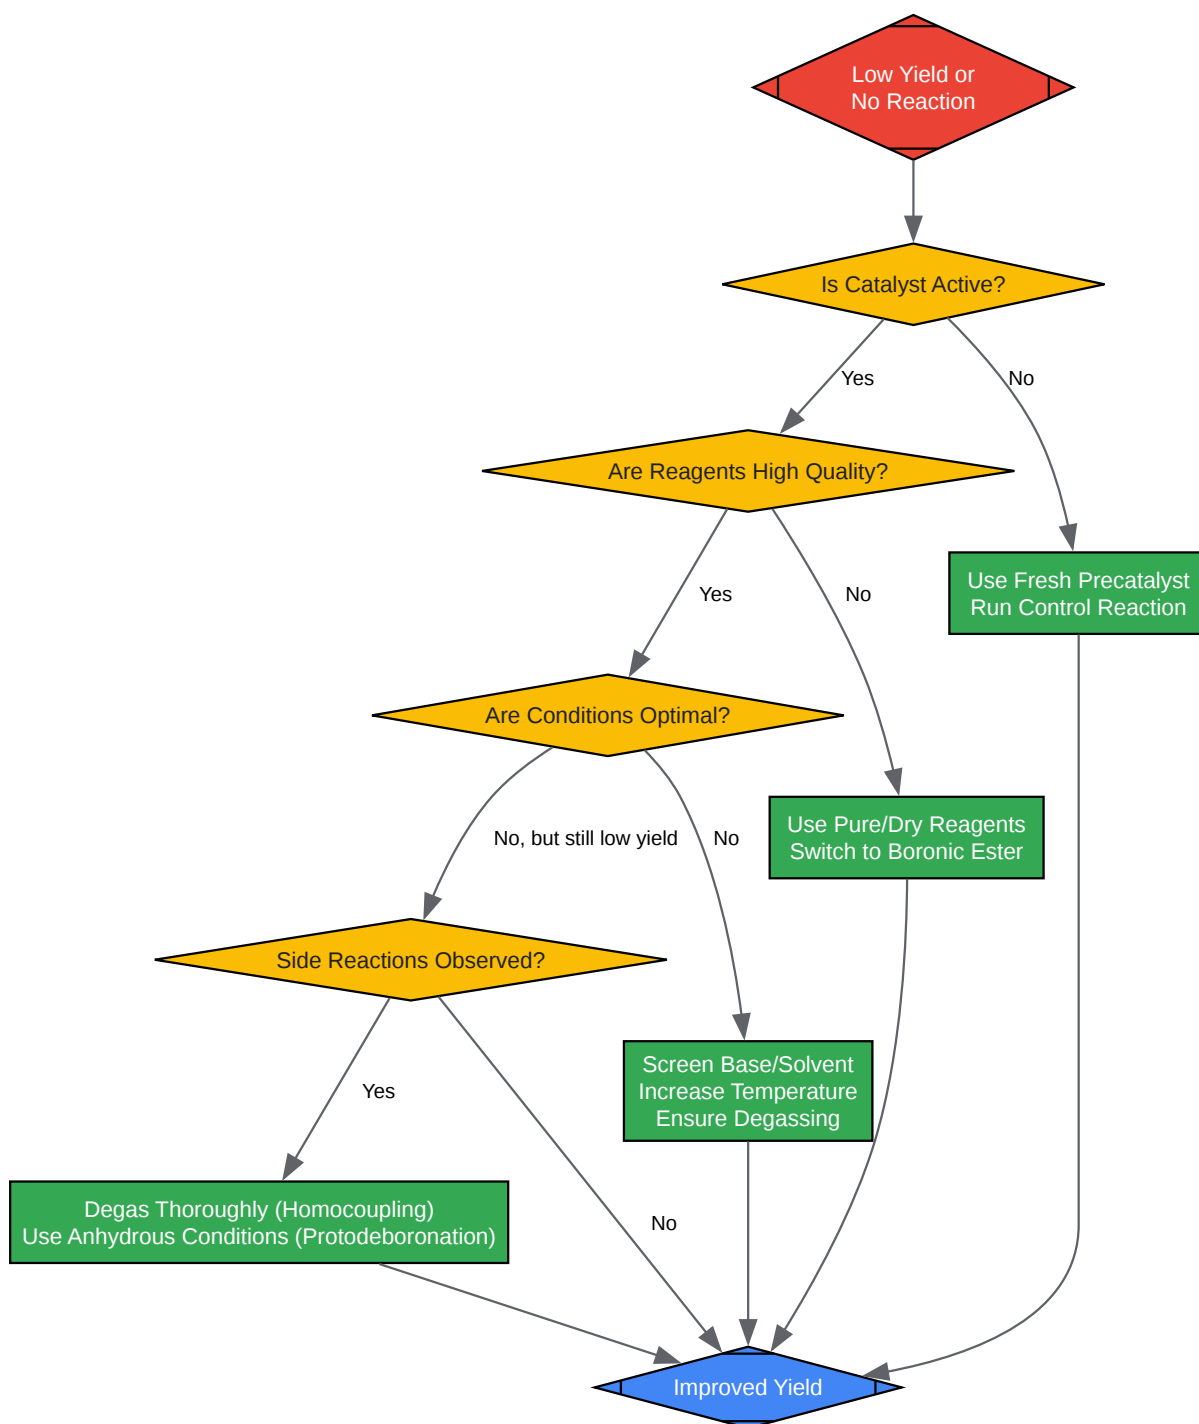 Low Yield or
No Reaction
Is Catalyst Active?
Yes
No
Are Reagents High Quality?
Use Fresh Precatalyst
Run Control Reaction
Yes
No
Are Conditions Optimal?
Use Pure/Dry Reagents
Switch to Boronic Ester
No, but still low yield
No
Side Reactions Observed?
Screen Base/Solvent
Increase Temperature
Ensure Degassing
Yes
Degas Thoroughly (Homocoupling)
Use Anhydrous Conditions (Protodeboronation)
No
Improved Yield